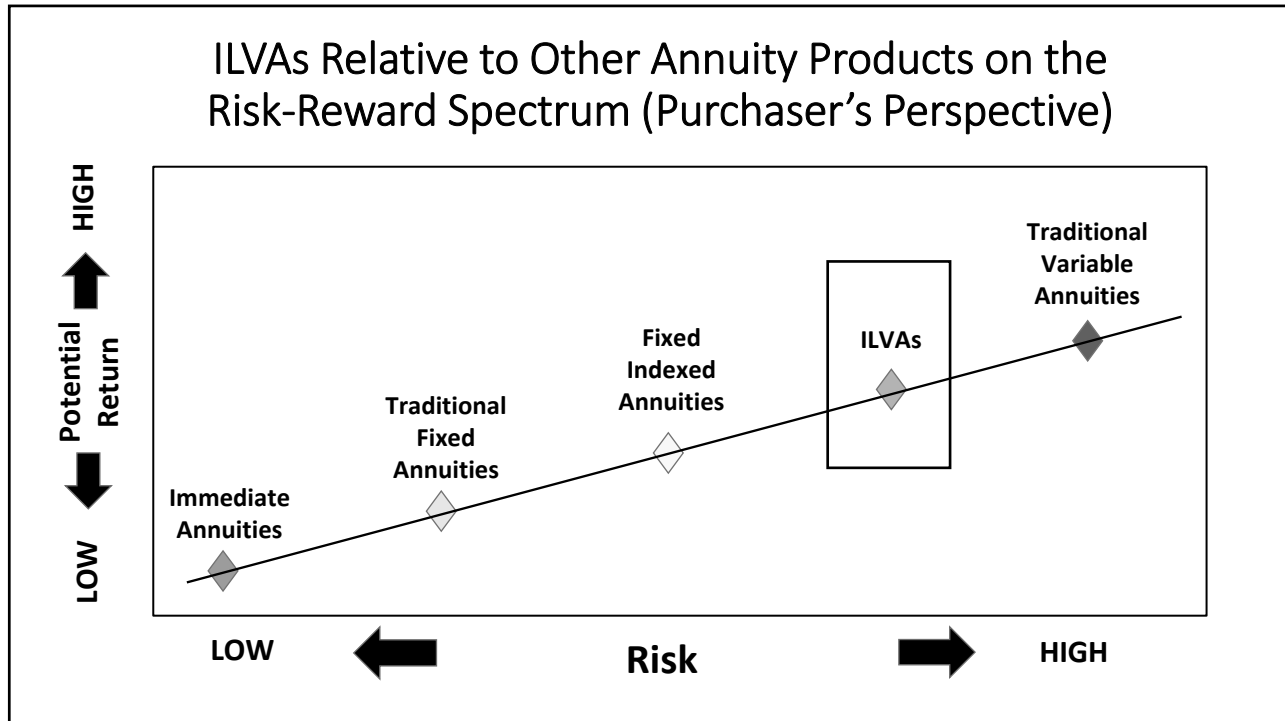 ILVAs Relative to Other Annuity Products on the
Risk-Reward Spectrum (Purchaser’s Perspective)
HIGH
Potential
Return
LOW
Immediate
Annuities
Traditional
Fixed
Annuities
Fixed
Indexed
Annuities
ILVAs
Traditional
Variable
Annuities
LOW
Risk
HIGH